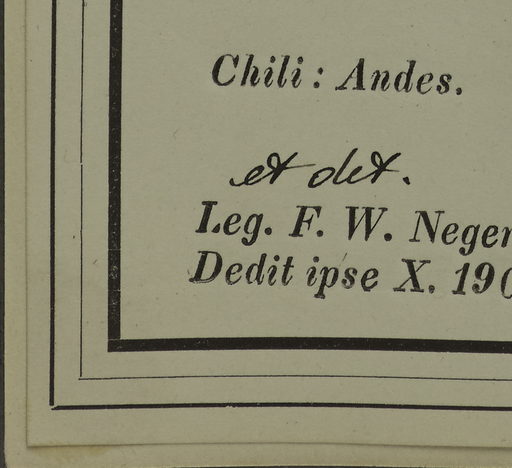 Chili: Andes.
et det.
Leg. F. W. Neger
Dedit ipse X. 190